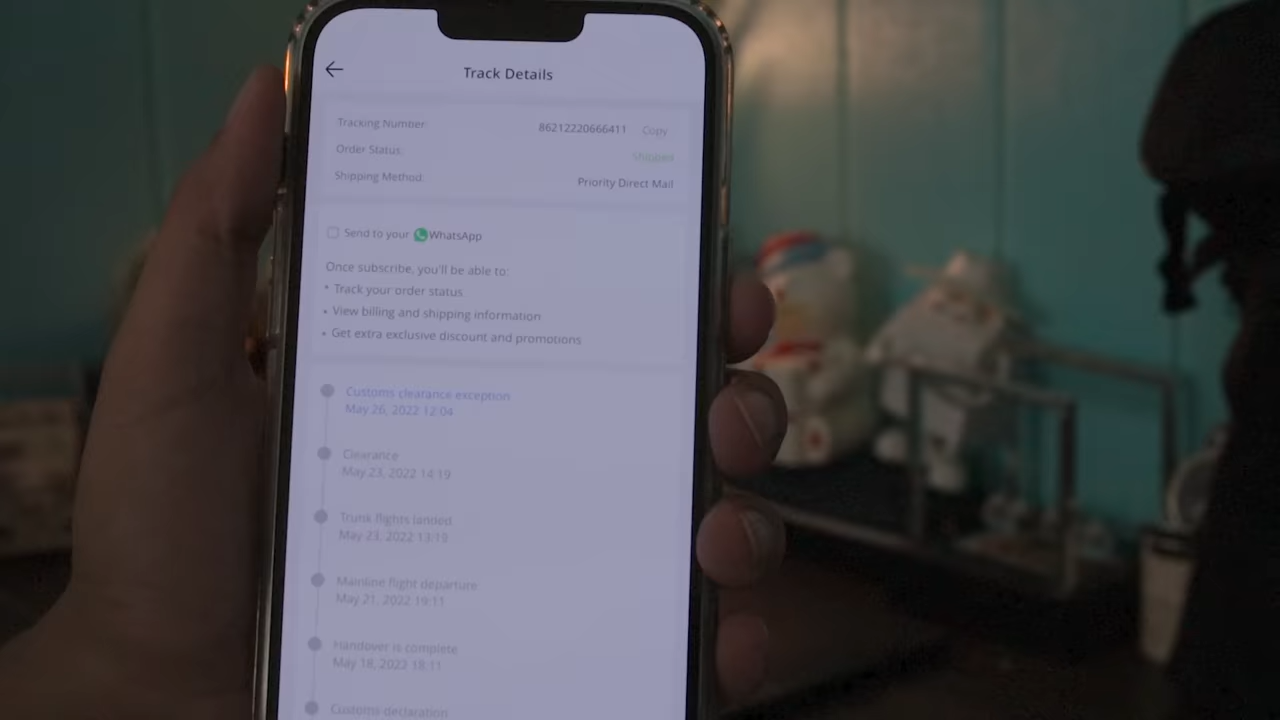 Track Details
Tracking Number: 86212220666411 Copy
Order Status: Shipped
Shipping Method: Priority Direct Mail
Send to your WhatsApp
Once subscribe, you'll be able to:
• Track your order status
• View billing and shipping information
• Get extra exclusive discount and promotions
Customs clearance exception
May 26, 2022 12:04
Clearance
May 23, 2022 14:19
Trunk flights landed
May 23, 2022 13:19
Mainline flight departure
May 21, 2022 19:11
Handover is complete
May 18, 2022 18:11
Customs declaration